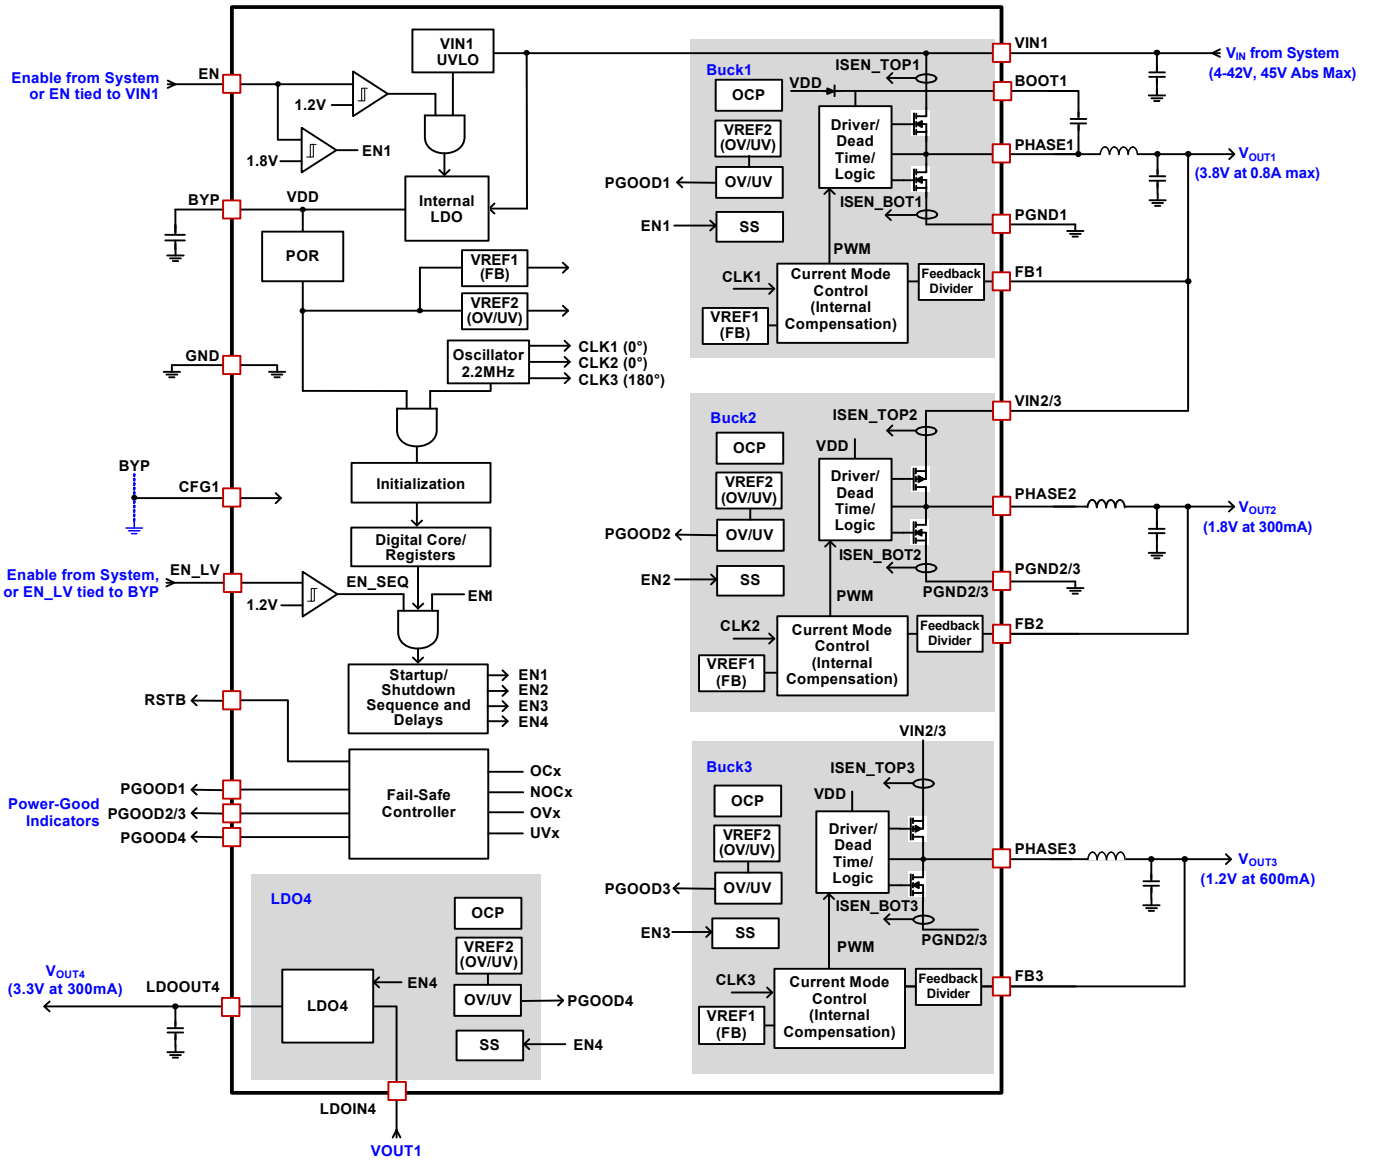 Enable from System
or EN tied to VIN1
EN
1.2V
1.8V
EN1
VIN1
UVLO
Internal
LDO
BYP
VDD
POR
VREF1
(FB)
VREF2
(OV/UV)
GND
Oscillator
2.2MHz
CLK1 (0°)
CLK2 (0°)
CLK3 (180°)
BYP
CFG1
Initialization
Digital Core/
Registers
Enable from System,
or EN_LV tied to BYP
EN_LV
1.2V
EN_SEQ
EN1
Startup/
Shutdown
Sequence and
Delays
EN1
EN2
EN3
EN4
RSTB
Power-Good
Indicators
PGOOD1
PGOOD2/3
PGOOD4
Fail-Safe
Controller
OCx
NOCx
OVx
UVx
LDO4
OCP
VREF2
(OV/UV)
OV/UV
PGOOD4
SS
EN4
LDO4
EN4
VOUT4
(3.3V at 300mA)
LDOOUT4
LDOIN4
VOUT1
Buck1
OCP
VREF2
(OV/UV)
OV/UV
PGOOD1
SS
EN1
VDD
Driver/
Dead
Time/
Logic
ISEN_TOP1
ISEN_BOT1
PWM
CLK1
VREF1
(FB)
Current Mode
Control
(Internal
Compensation)
Feedback
Divider
VIN1
BOOT1
PHASE1
PGND1
FB1
VIN from System
(4-42V, 45V Abs Max)
VOUT1
(3.8V at 0.8A max)
Buck2
OCP
VREF2
(OV/UV)
OV/UV
PGOOD2
SS
EN2
VDD
Driver/
Dead
Time/
Logic
ISEN_TOP2
ISEN_BOT2
PGND2/3
PWM
CLK2
VREF1
(FB)
Current Mode
Control
(Internal
Compensation)
Feedback
Divider
VIN2/3
PHASE2
PGND2/3
FB2
VOUT2
(1.8V at 300mA)
VIN2/3
Buck3
OCP
VREF2
(OV/UV)
OV/UV
PGOOD3
SS
EN3
VDD
Driver/
Dead
Time/
Logic
ISEN_TOP3
ISEN_BOT3
PGND2/3
PWM
CLK3
VREF1
(FB)
Current Mode
Control
(Internal
Compensation)
Feedback
Divider
PHASE3
FB3
VOUT3
(1.2V at 600mA)